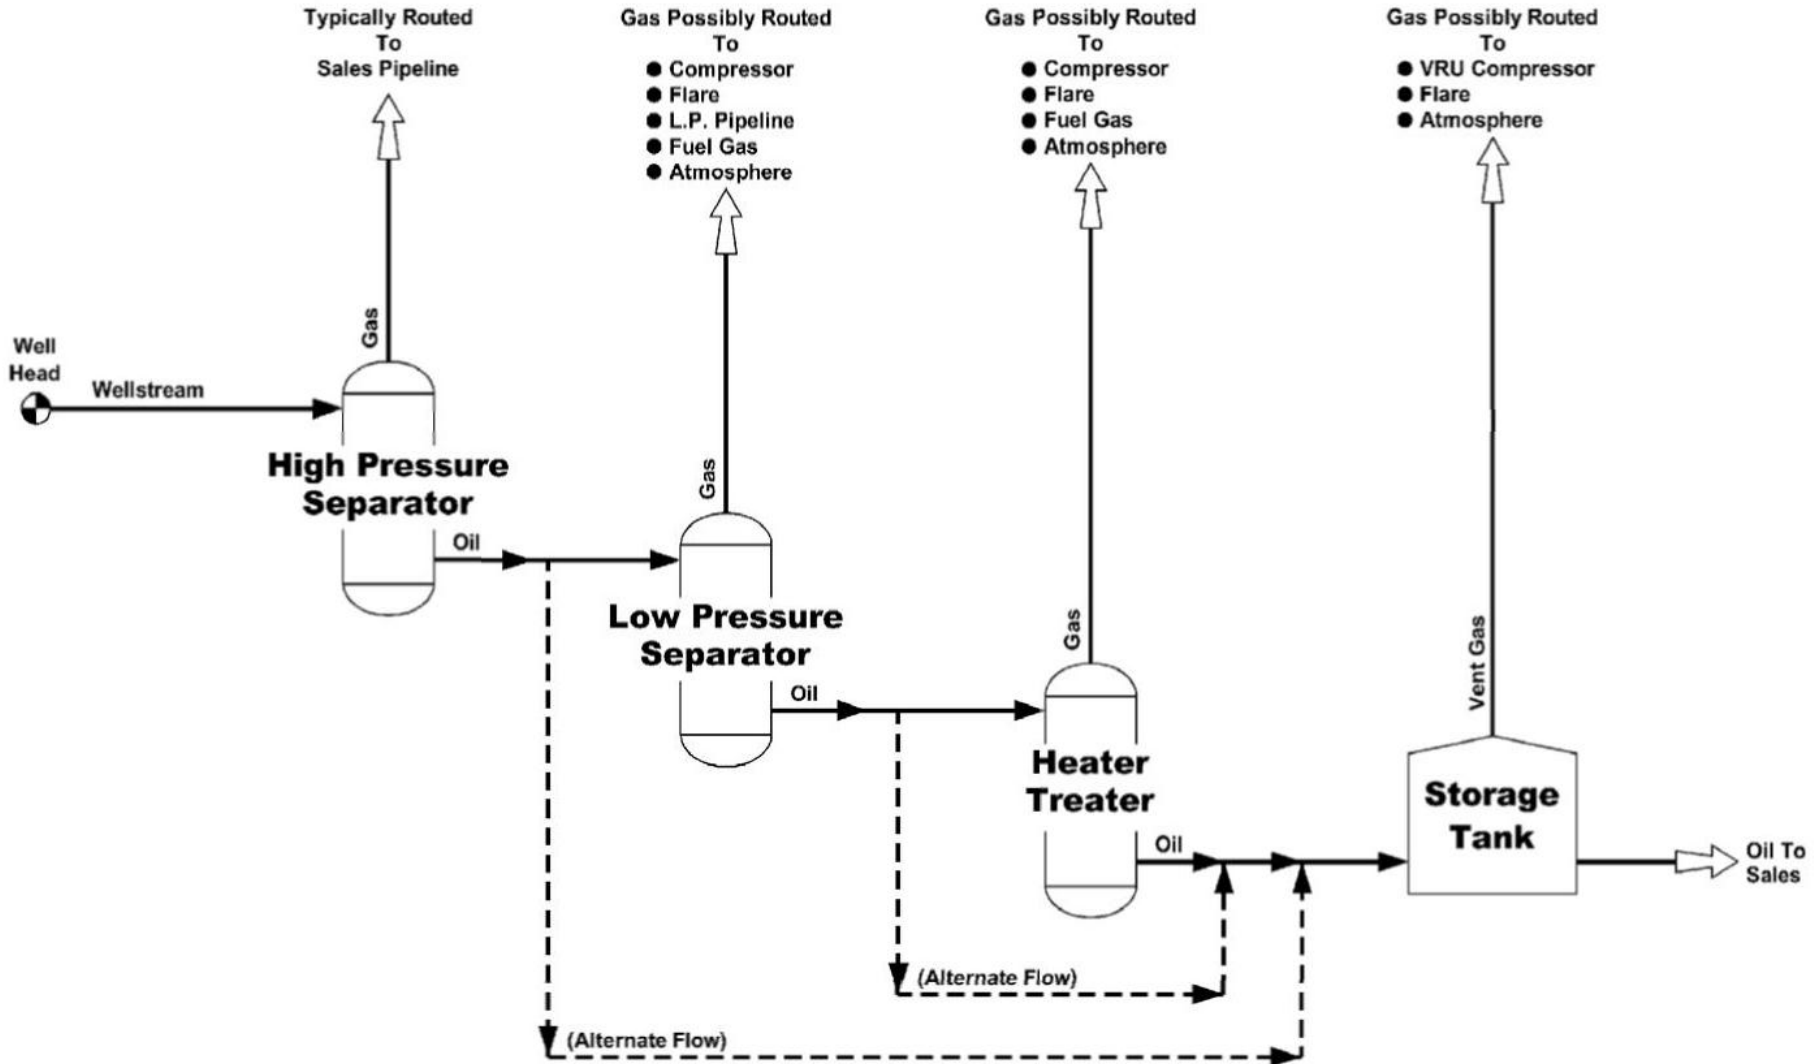 Typically Routed
To
Sales Pipeline
Gas Possibly Routed
To
● Compressor
● Flare
● L.P. Pipeline
● Fuel Gas
● Atmosphere
Gas Possibly Routed
To
● Compressor
● Flare
● Fuel Gas
● Atmosphere
Gas Possibly Routed
To
● VRU Compressor
● Flare
● Atmosphere
Well
Head
Wellstream
Gas
High Pressure
Separator
Oil
Gas
Low Pressure
Separator
Oil
Gas
Heater
Treater
Oil
Vent Gas
Storage
Tank
Oil To
Sales
(Alternate Flow)
(Alternate Flow)